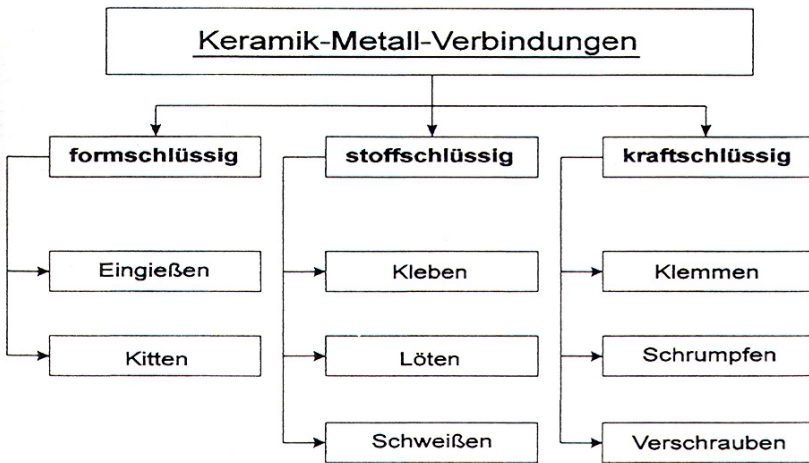 Keramik-Metall-Verbindungen
formschlüssig
Eingießen
Kitten
stoffschlüssig
Kleben
Löten
Schweißen
kraftschlüssig
Klemmen
Schrumpfen
Verschrauben